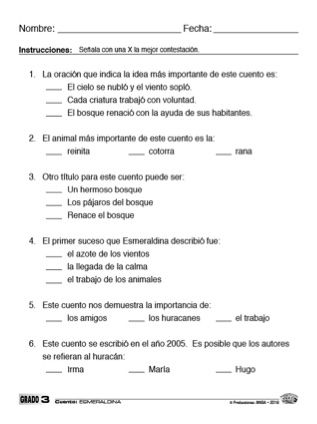 Nombre: ______________________ Fecha: ________________
Instrucciones: Señala con una X la mejor contestación.
1. La oración que indica la idea más importante de este cuento es:
____ El cielo se nubló y el viento sopló.
____ Cada criatura trabajó con voluntad.
____ El bosque renació con la ayuda de sus habitantes.
2. El animal más importante de este cuento es la:
____ reinita ____ cotorra ____ rana
3. Otro título para este cuento puede ser:
____ Un hermoso bosque
____ Los pájaros del bosque
____ Renace el bosque
4. El primer suceso que Esmeraldina describió fue:
____ el azote de los vientos
____ la llegada de la calma
____ el trabajo de los animales
5. Este cuento nos demuestra la importancia de:
____ los amigos ____ los huracanes ____ el trabajo
6. Este cuento se escribió en el año 2005. Es posible que los autores
se refieran al huracán:
____ Irma ____ María ____ Hugo
GRADO 3 Cuento: ESMERALDINA